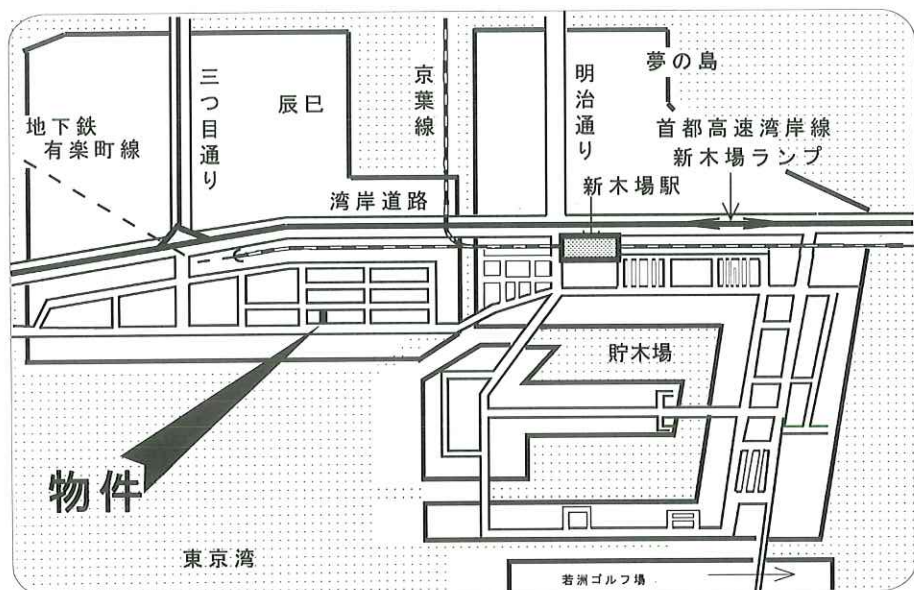 夢の島
三つ目通り
辰巳
京葉線
明治通り
地下鉄
有楽町線
首都高速湾岸線
新木場ランプ
湾岸道路
新木場駅
貯木場
物件
東京湾
若洲ゴルフ場